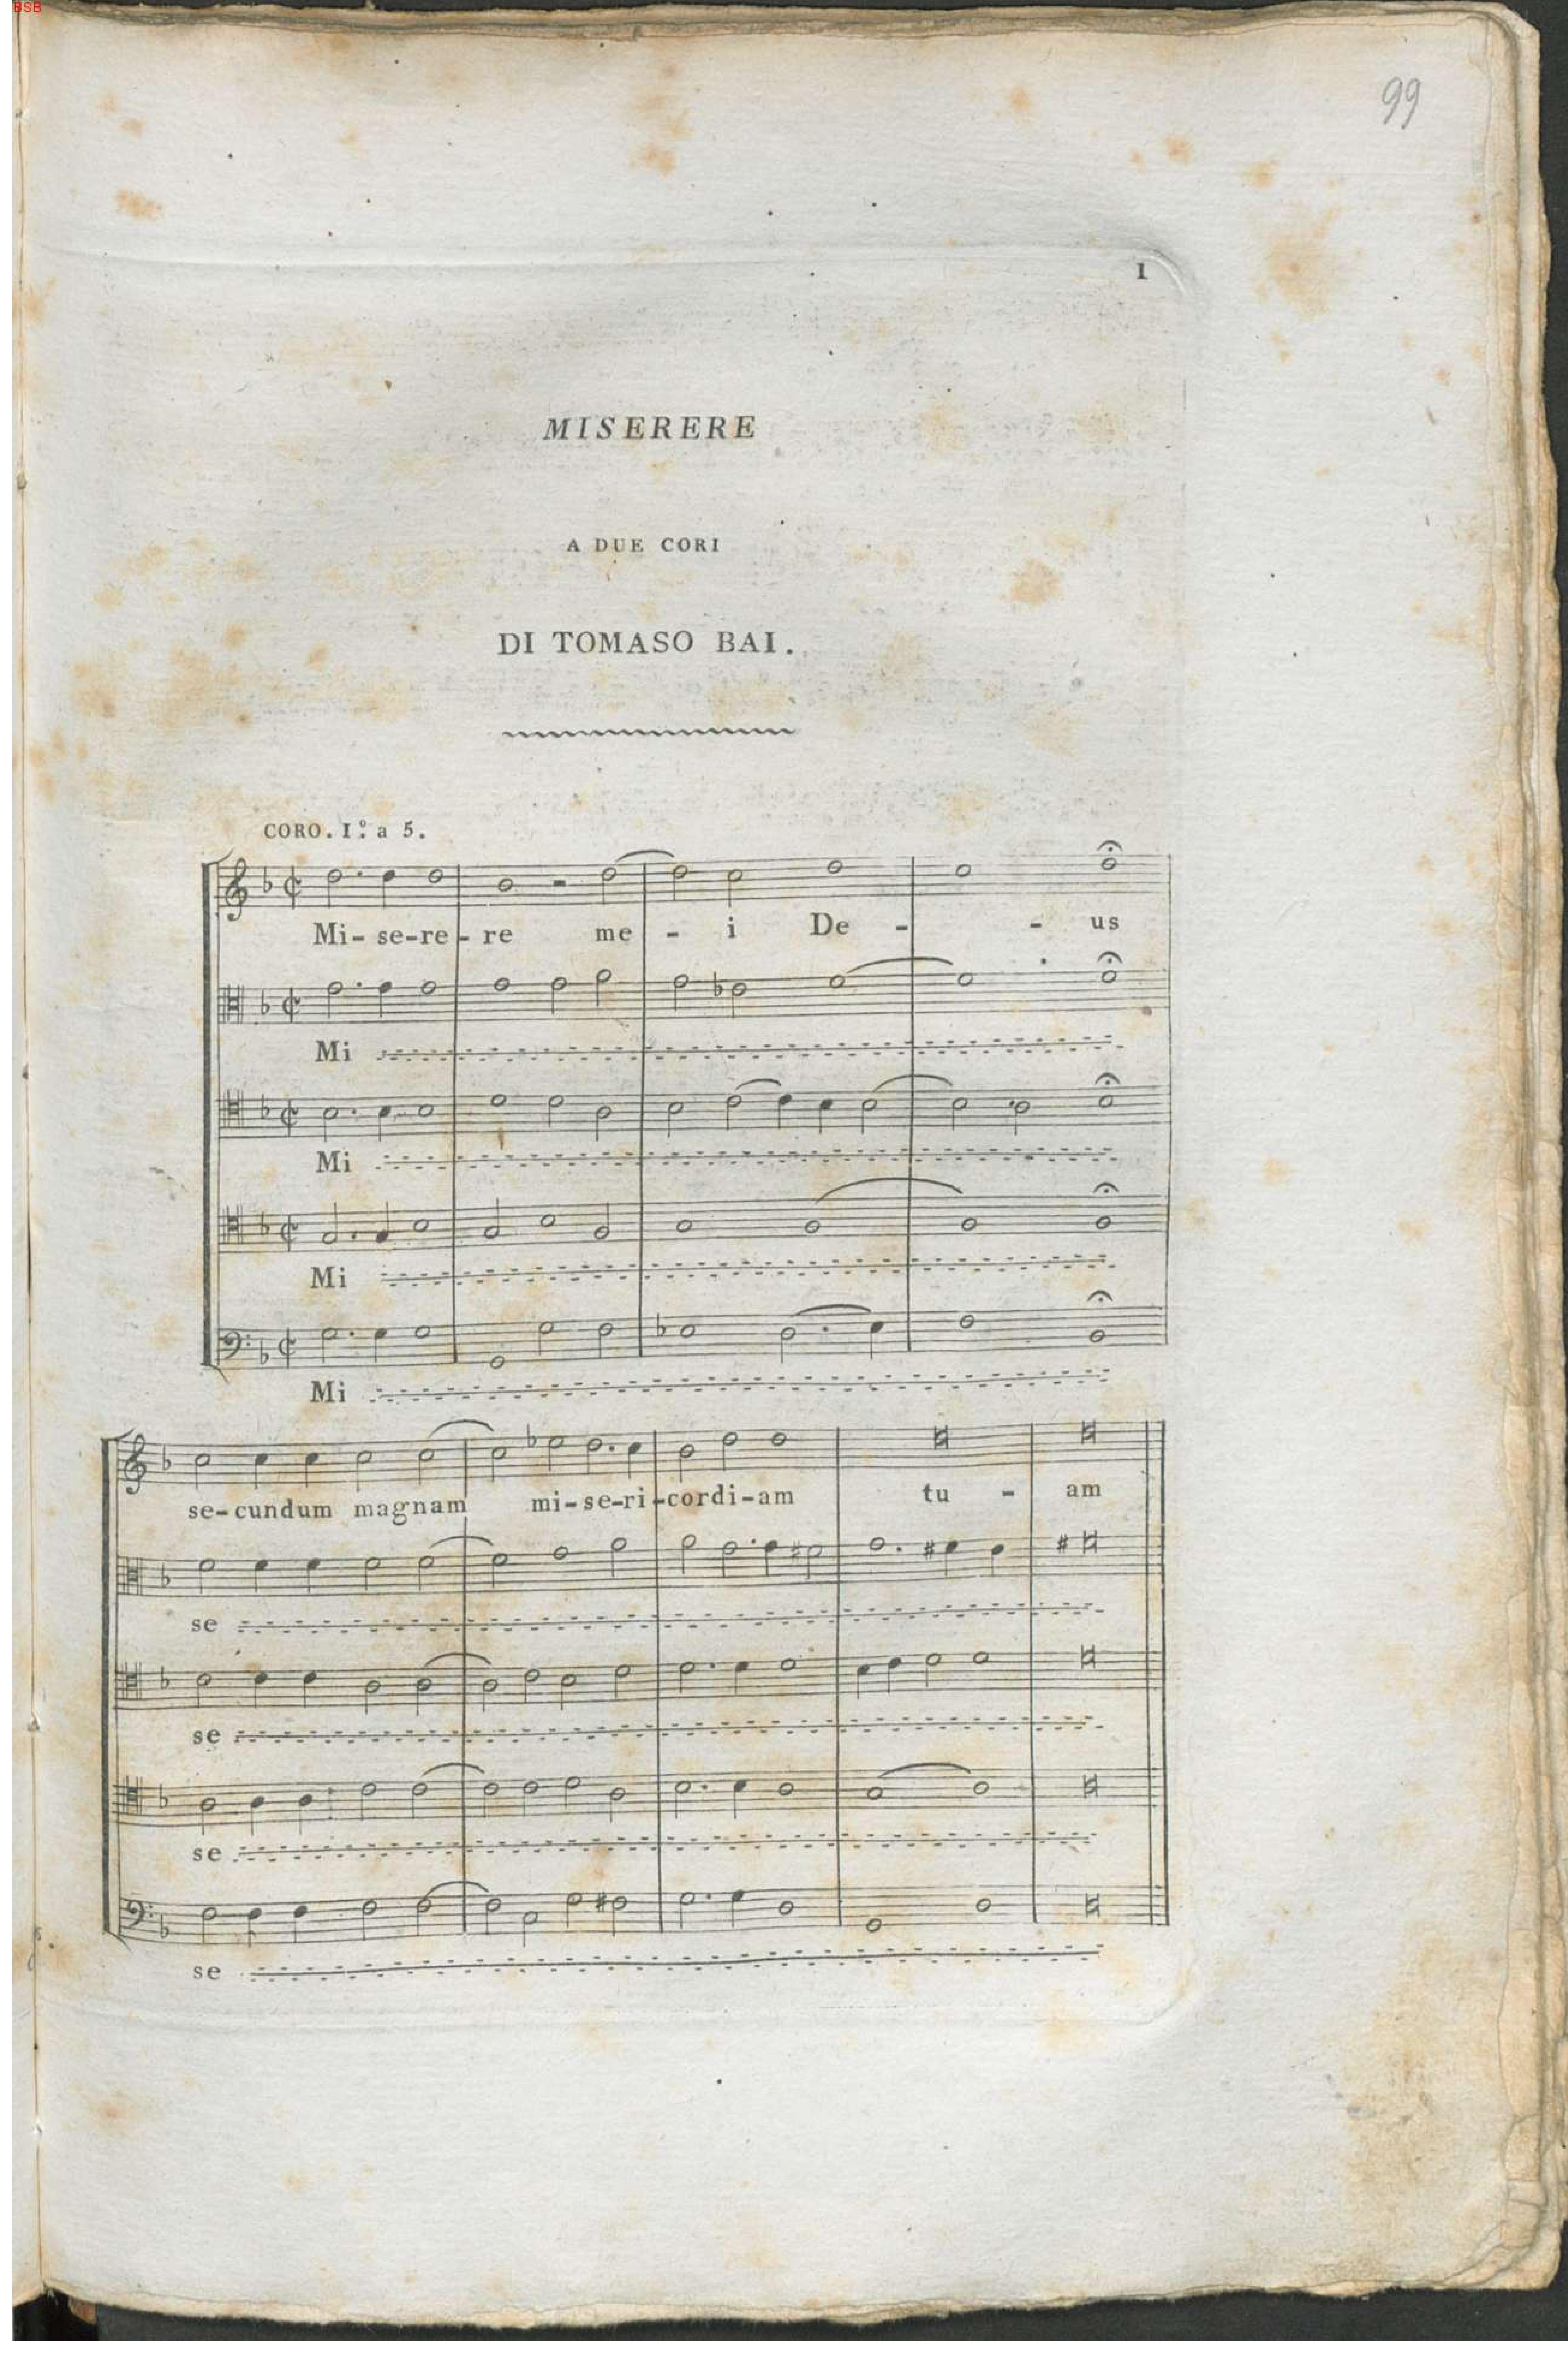 BSB
99
1
MISERERE
A DUE CORI
DI TOMASO BAI.
CORO. I.º a 5.
Mi- se-re- re me - i De - - us
Mi
Mi
Mi
Mi
se-cundum magnam mi-se-ri-cordi-am tu - am
se
se
se
se